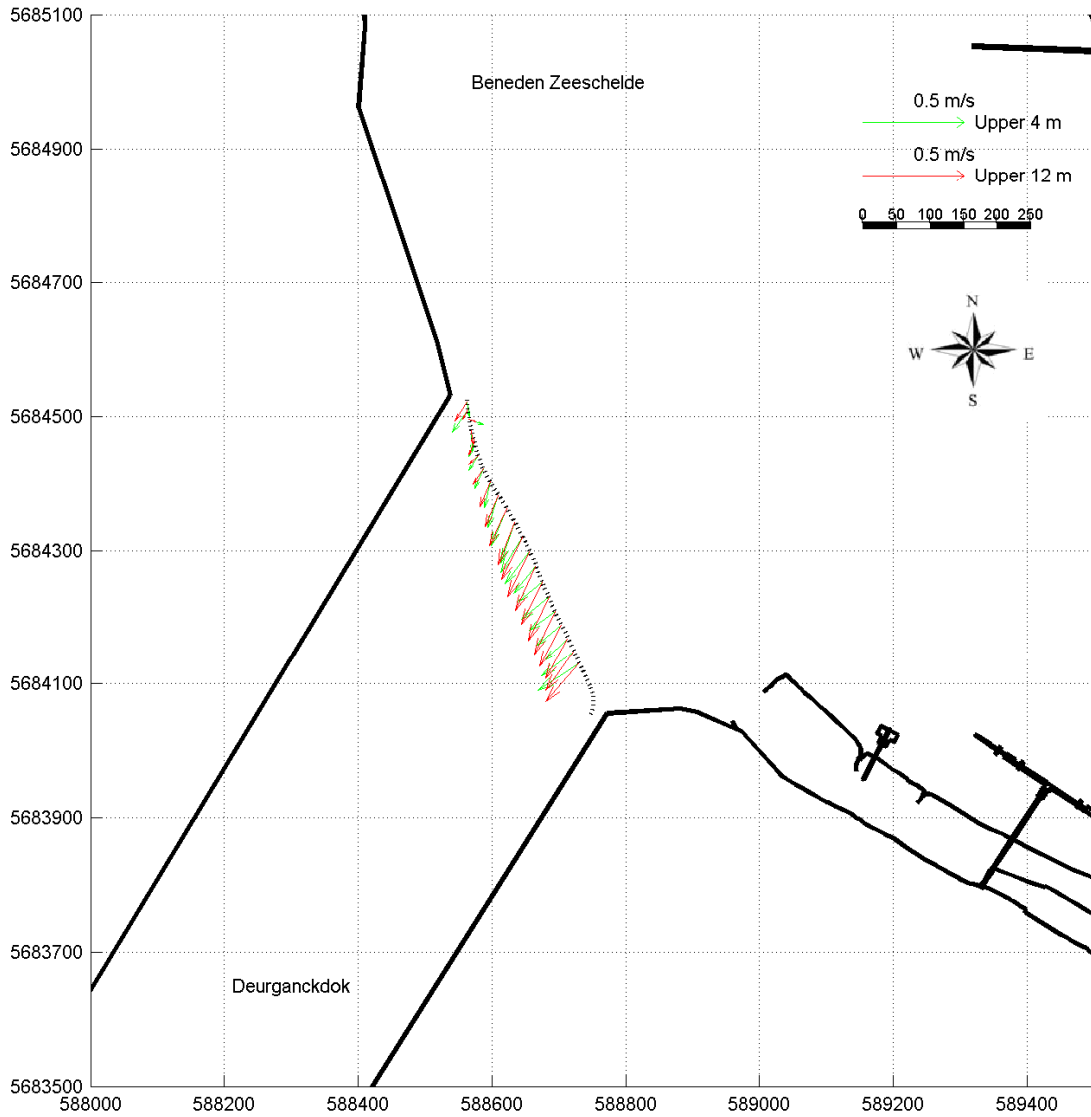 5685100
Beneden Zeeschelde
0.5 m/s
Upper 4 m
5684900
0.5 m/s
Upper 12 m
0 50 100 150 200 250
5684700
N
W E
S
5684500
5684300
5684100
5683900
5683700
Deurganckdok
5683500
588000 588200 588400 588600 588800 589000 589200 589400